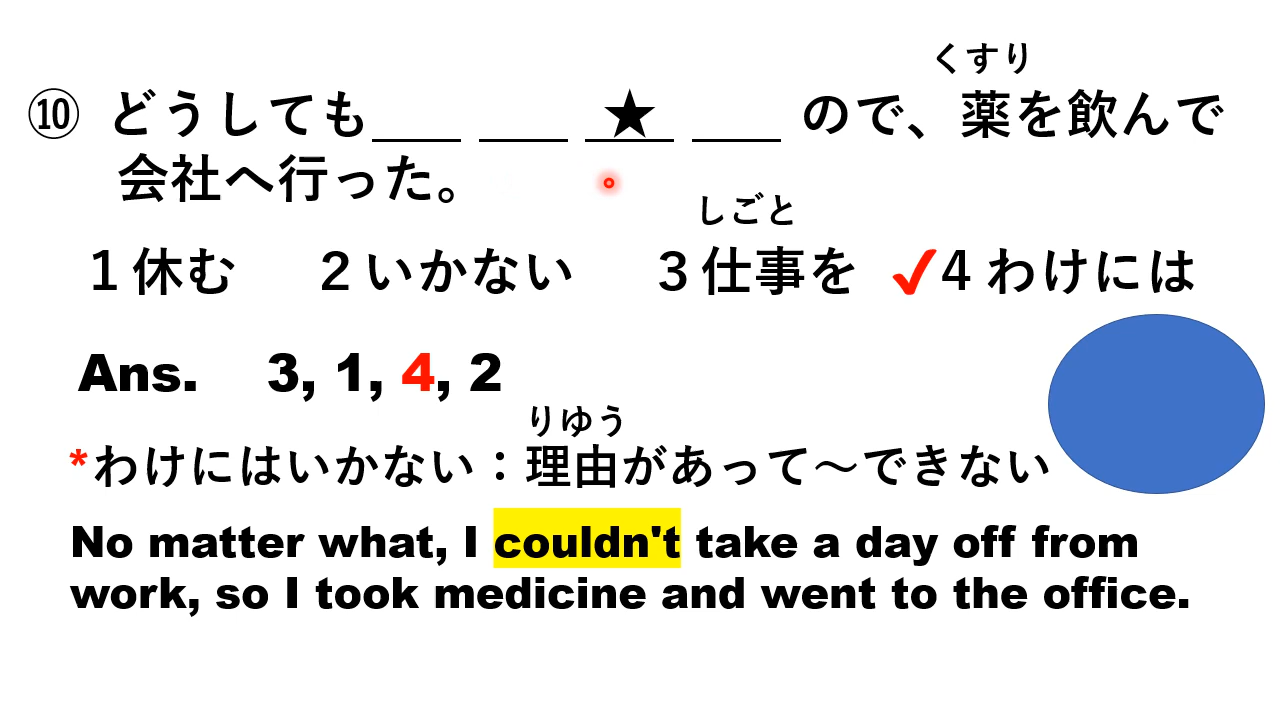 くすり
⑩ どうしても＿ ＿ ★ ＿ ので、薬を飲んで
会社へ行った。
しごと
１休む ２いかない ３仕事を ✓４わけには
Ans. 3, 1, 4, 2
りゆう
*わけにはいかない：理由があって～できない
No matter what, I couldn't take a day off from
work, so I took medicine and went to the office.